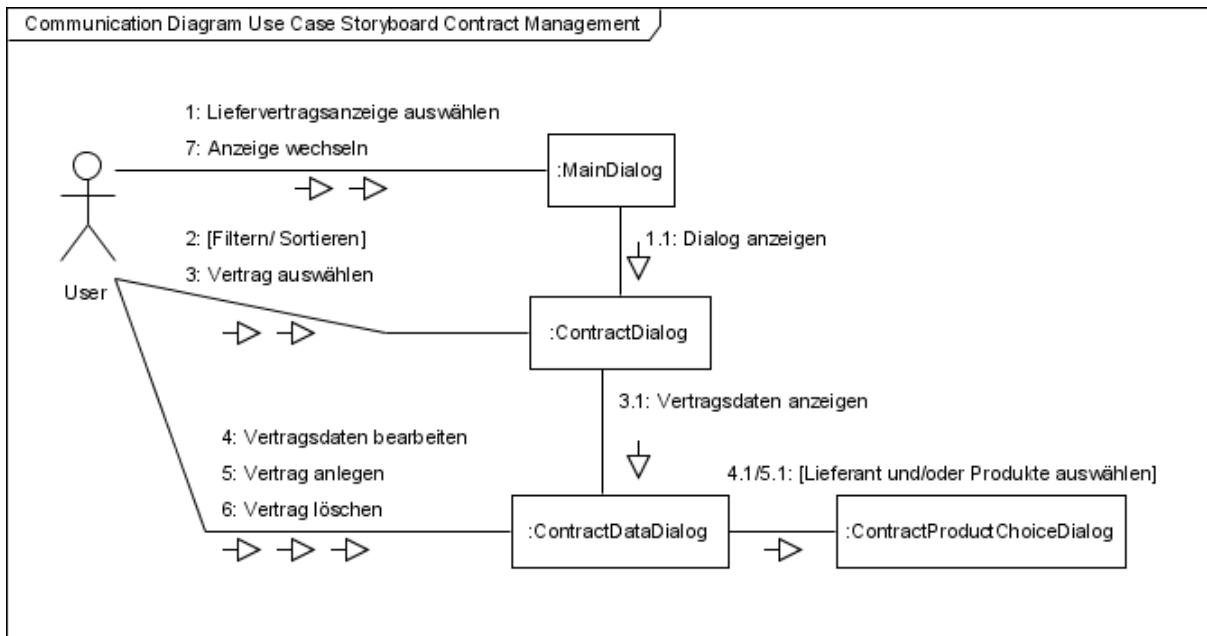 Communication Diagram Use Case Storyboard Contract Management
1: Liefervertragsanzeige auswählen
7: Anzeige wechseln
:MainDialog
2: [Filtern/ Sortieren]
3: Vertrag auswählen
1.1: Dialog anzeigen
User
:ContractDialog
3.1: Vertragsdaten anzeigen
4: Vertragsdaten bearbeiten
5: Vertrag anlegen
6: Vertrag löschen
4.1/5.1: [Lieferant und/oder Produkte auswählen]
:ContractDataDialog
:ContractProductChoiceDialog